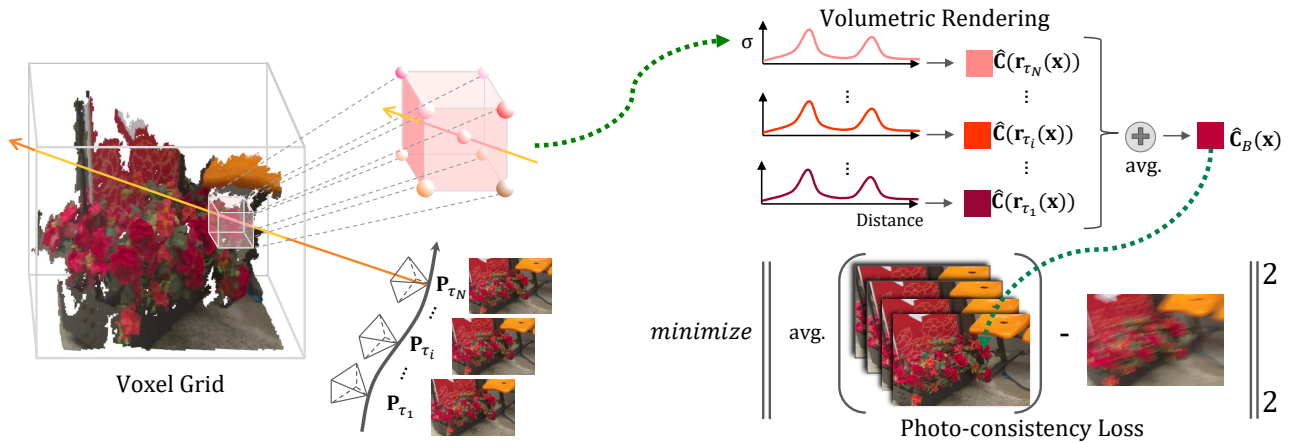 Volumetric Rendering
σ
Ĉ(r_{τ_N}(x))
⋮ ⋮
Ĉ(r_{τ_i}(x))
⋮ ⋮
Ĉ(r_{τ_1}(x))
Distance
+
avg.
Ĉ_B(x)
Voxel Grid
P_{τ_N}
...
P_{τ_i}
...
P_{τ_1}
minimize ‖ avg. ( - ) ‖ 2 2
Photo-consistency Loss